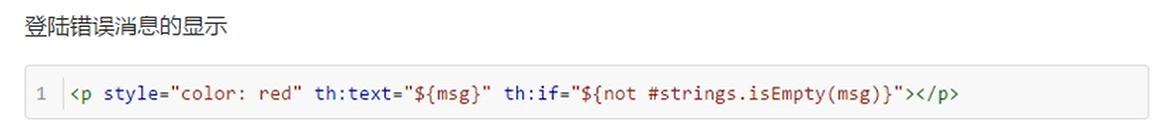 登陆错误消息的显示
1 <p style="color: red" th:text="${msg}" th:if="${not #strings.isEmpty(msg)}"></p>